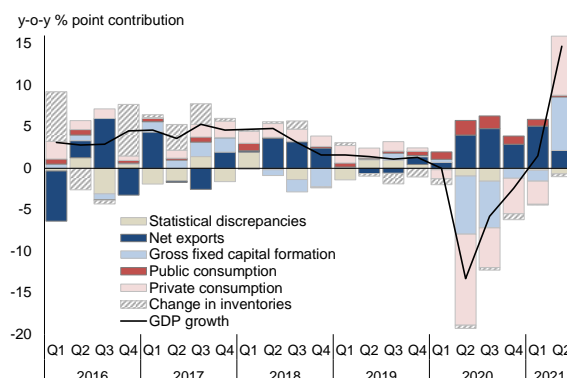 y-o-y % point contribution
15
10
5
0
-5
-10
-15
-20
Statistical discrepancies
Net exports
Gross fixed capital formation
Public consumption
Private consumption
Change in inventories
GDP growth
Q1 Q2 Q3 Q4 Q1 Q2 Q3 Q4 Q1 Q2 Q3 Q4 Q1 Q2 Q3 Q4 Q1 Q2 Q3 Q4 Q1 Q2
2016 2017 2018 2019 2020 2021